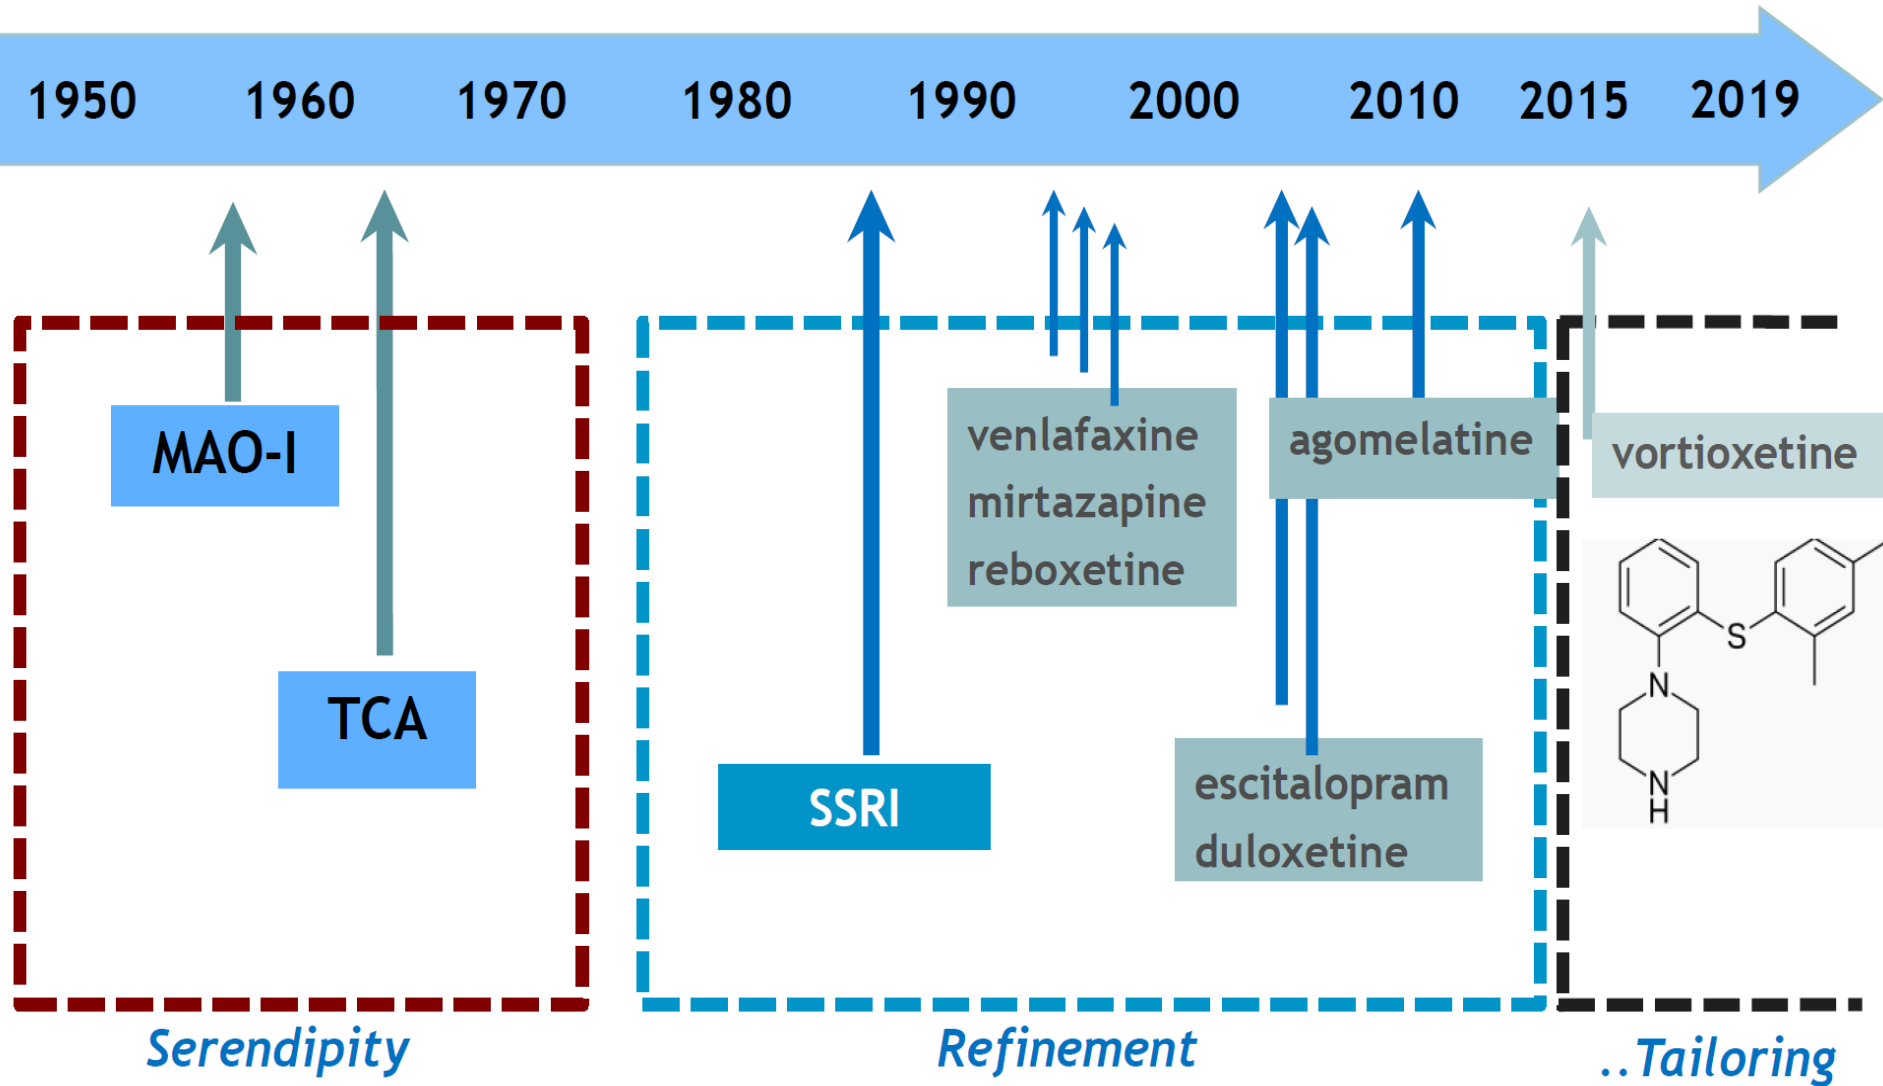 1950 1960 1970 1980 1990 2000 2010 2015 2019
MAO-I
TCA
SSRI
venlafaxine
mirtazapine
reboxetine
agomelatine
escitalopram
duloxetine
vortioxetine
S
N
N
H
Serendipity
Refinement
..Tailoring